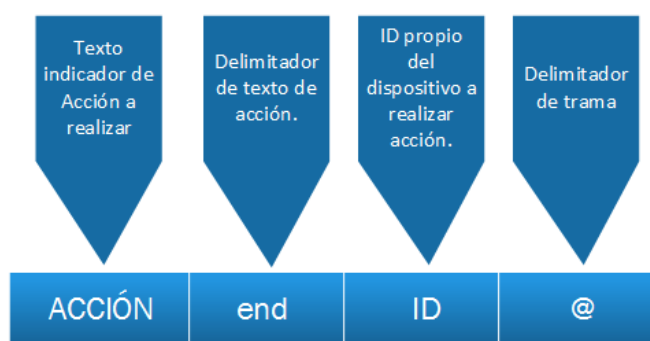 Texto
indicador de
Acción a
realizar
Delimitador
de texto de
acción.
ID propio
del
dispositivo a
realizar
acción.
Delimitador
de trama
ACCIÓN
end
ID
@